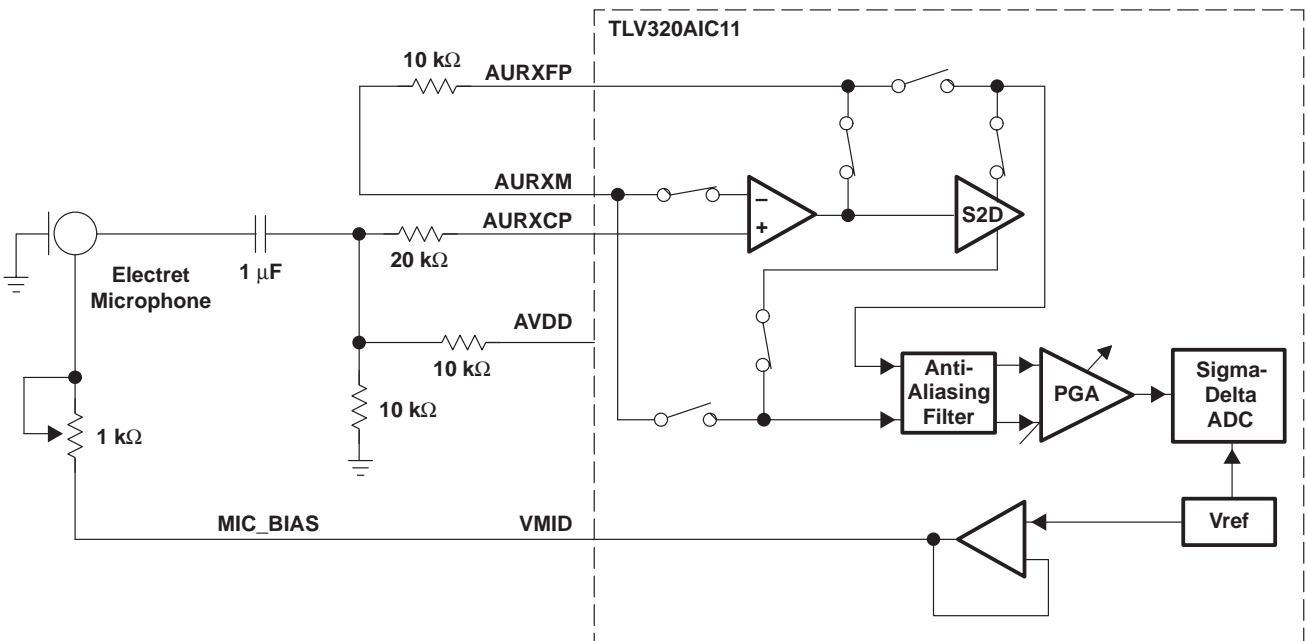 TLV320AIC11
10 kΩ
AURXFP
AURXM
AURXCP
−
+
S2D
Electret
Microphone
1 μF
20 kΩ
AVDD
10 kΩ
10 kΩ
1 kΩ
Anti-
Aliasing
Filter
PGA
Sigma-
Delta
ADC
MIC_BIAS
VMID
Vref